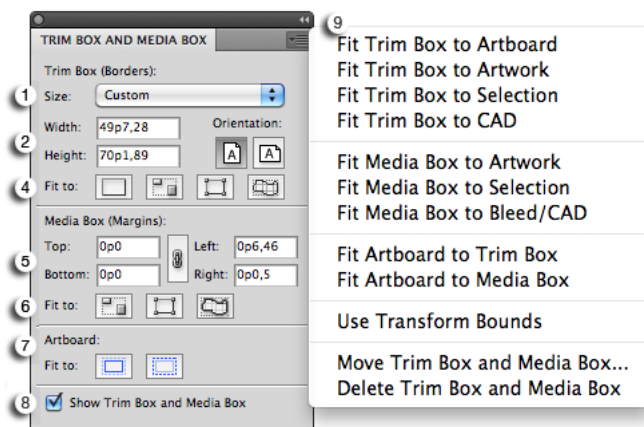 TRIM BOX AND MEDIA BOX
Trim Box (Borders):
1 Size: Custom
2 Width: 49p7,28 Orientation:
Height: 70p1,89 A A
4 Fit to:
Media Box (Margins):
5 Top: 0p0 Left: 0p6,46
Bottom: 0p0 Right: 0p0,5
6 Fit to:
7 Artboard:
Fit to:
8 Show Trim Box and Media Box
9
Fit Trim Box to Artboard
Fit Trim Box to Artwork
Fit Trim Box to Selection
Fit Trim Box to CAD
Fit Media Box to Artwork
Fit Media Box to Selection
Fit Media Box to Bleed/CAD
Fit Artboard to Trim Box
Fit Artboard to Media Box
Use Transform Bounds
Move Trim Box and Media Box...
Delete Trim Box and Media Box